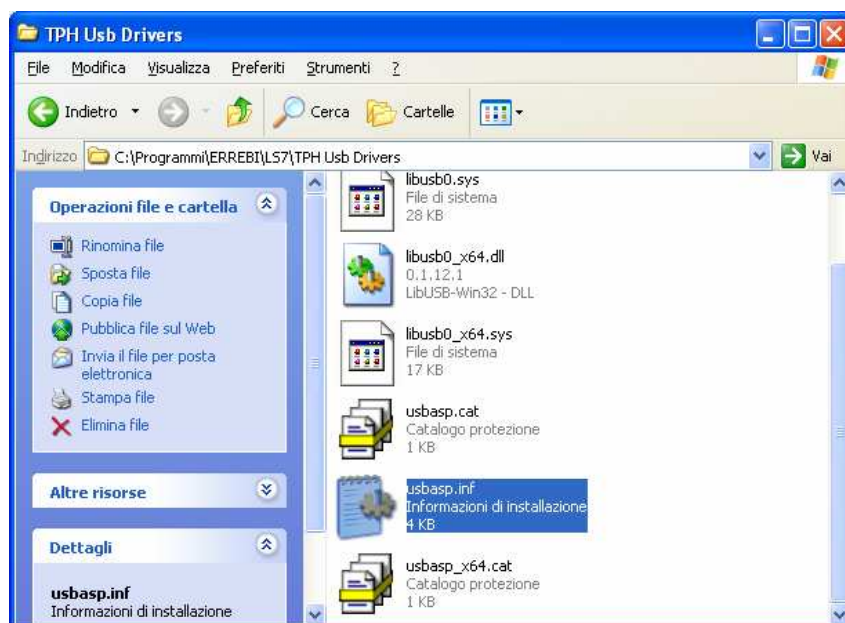 TPH Usb Drivers
File Modifica Visualizza Preferiti Strumenti ?
Indietro Cerca Cartelle
Indirizzo C:\Programmi\ERREBI\LS7\TPH Usb Drivers Vai
Operazioni file e cartella
Rinomina file
Sposta file
Copia file
Pubblica file sul Web
Invia il file per posta
elettronica
Stampa file
Elimina file
Altre risorse
Dettagli
usbasp.inf
Informazioni di installazione
libusb0.sys
File di sistema
28 KB
libusb0_x64.dll
0.1.12.1
LibUSB-Win32 - DLL
libusb0_x64.sys
File di sistema
17 KB
usbasp.cat
Catalogo protezione
1 KB
usbasp.inf
Informazioni di installazione
4 KB
usbasp_x64.cat
Catalogo protezione
1 KB